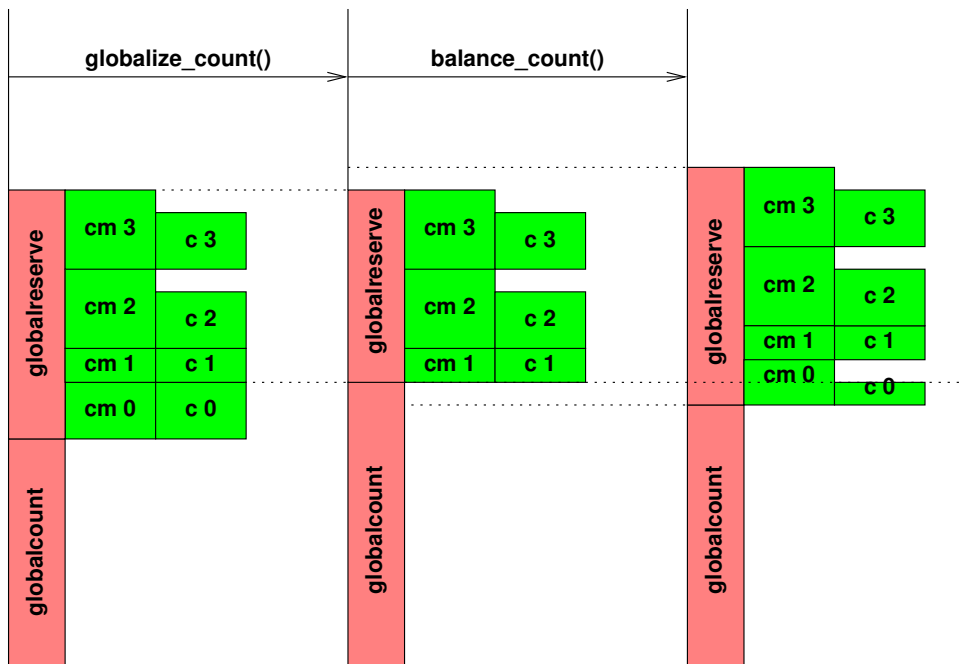 globalize_count()
balance_count()
globalreserve
cm 3
c 3
cm 2
c 2
cm 1
c 1
cm 0
c 0
globalcount
globalreserve
cm 3
c 3
cm 2
c 2
cm 1
c 1
globalcount
globalreserve
cm 3
c 3
cm 2
c 2
cm 1
c 1
cm 0
c 0
globalcount